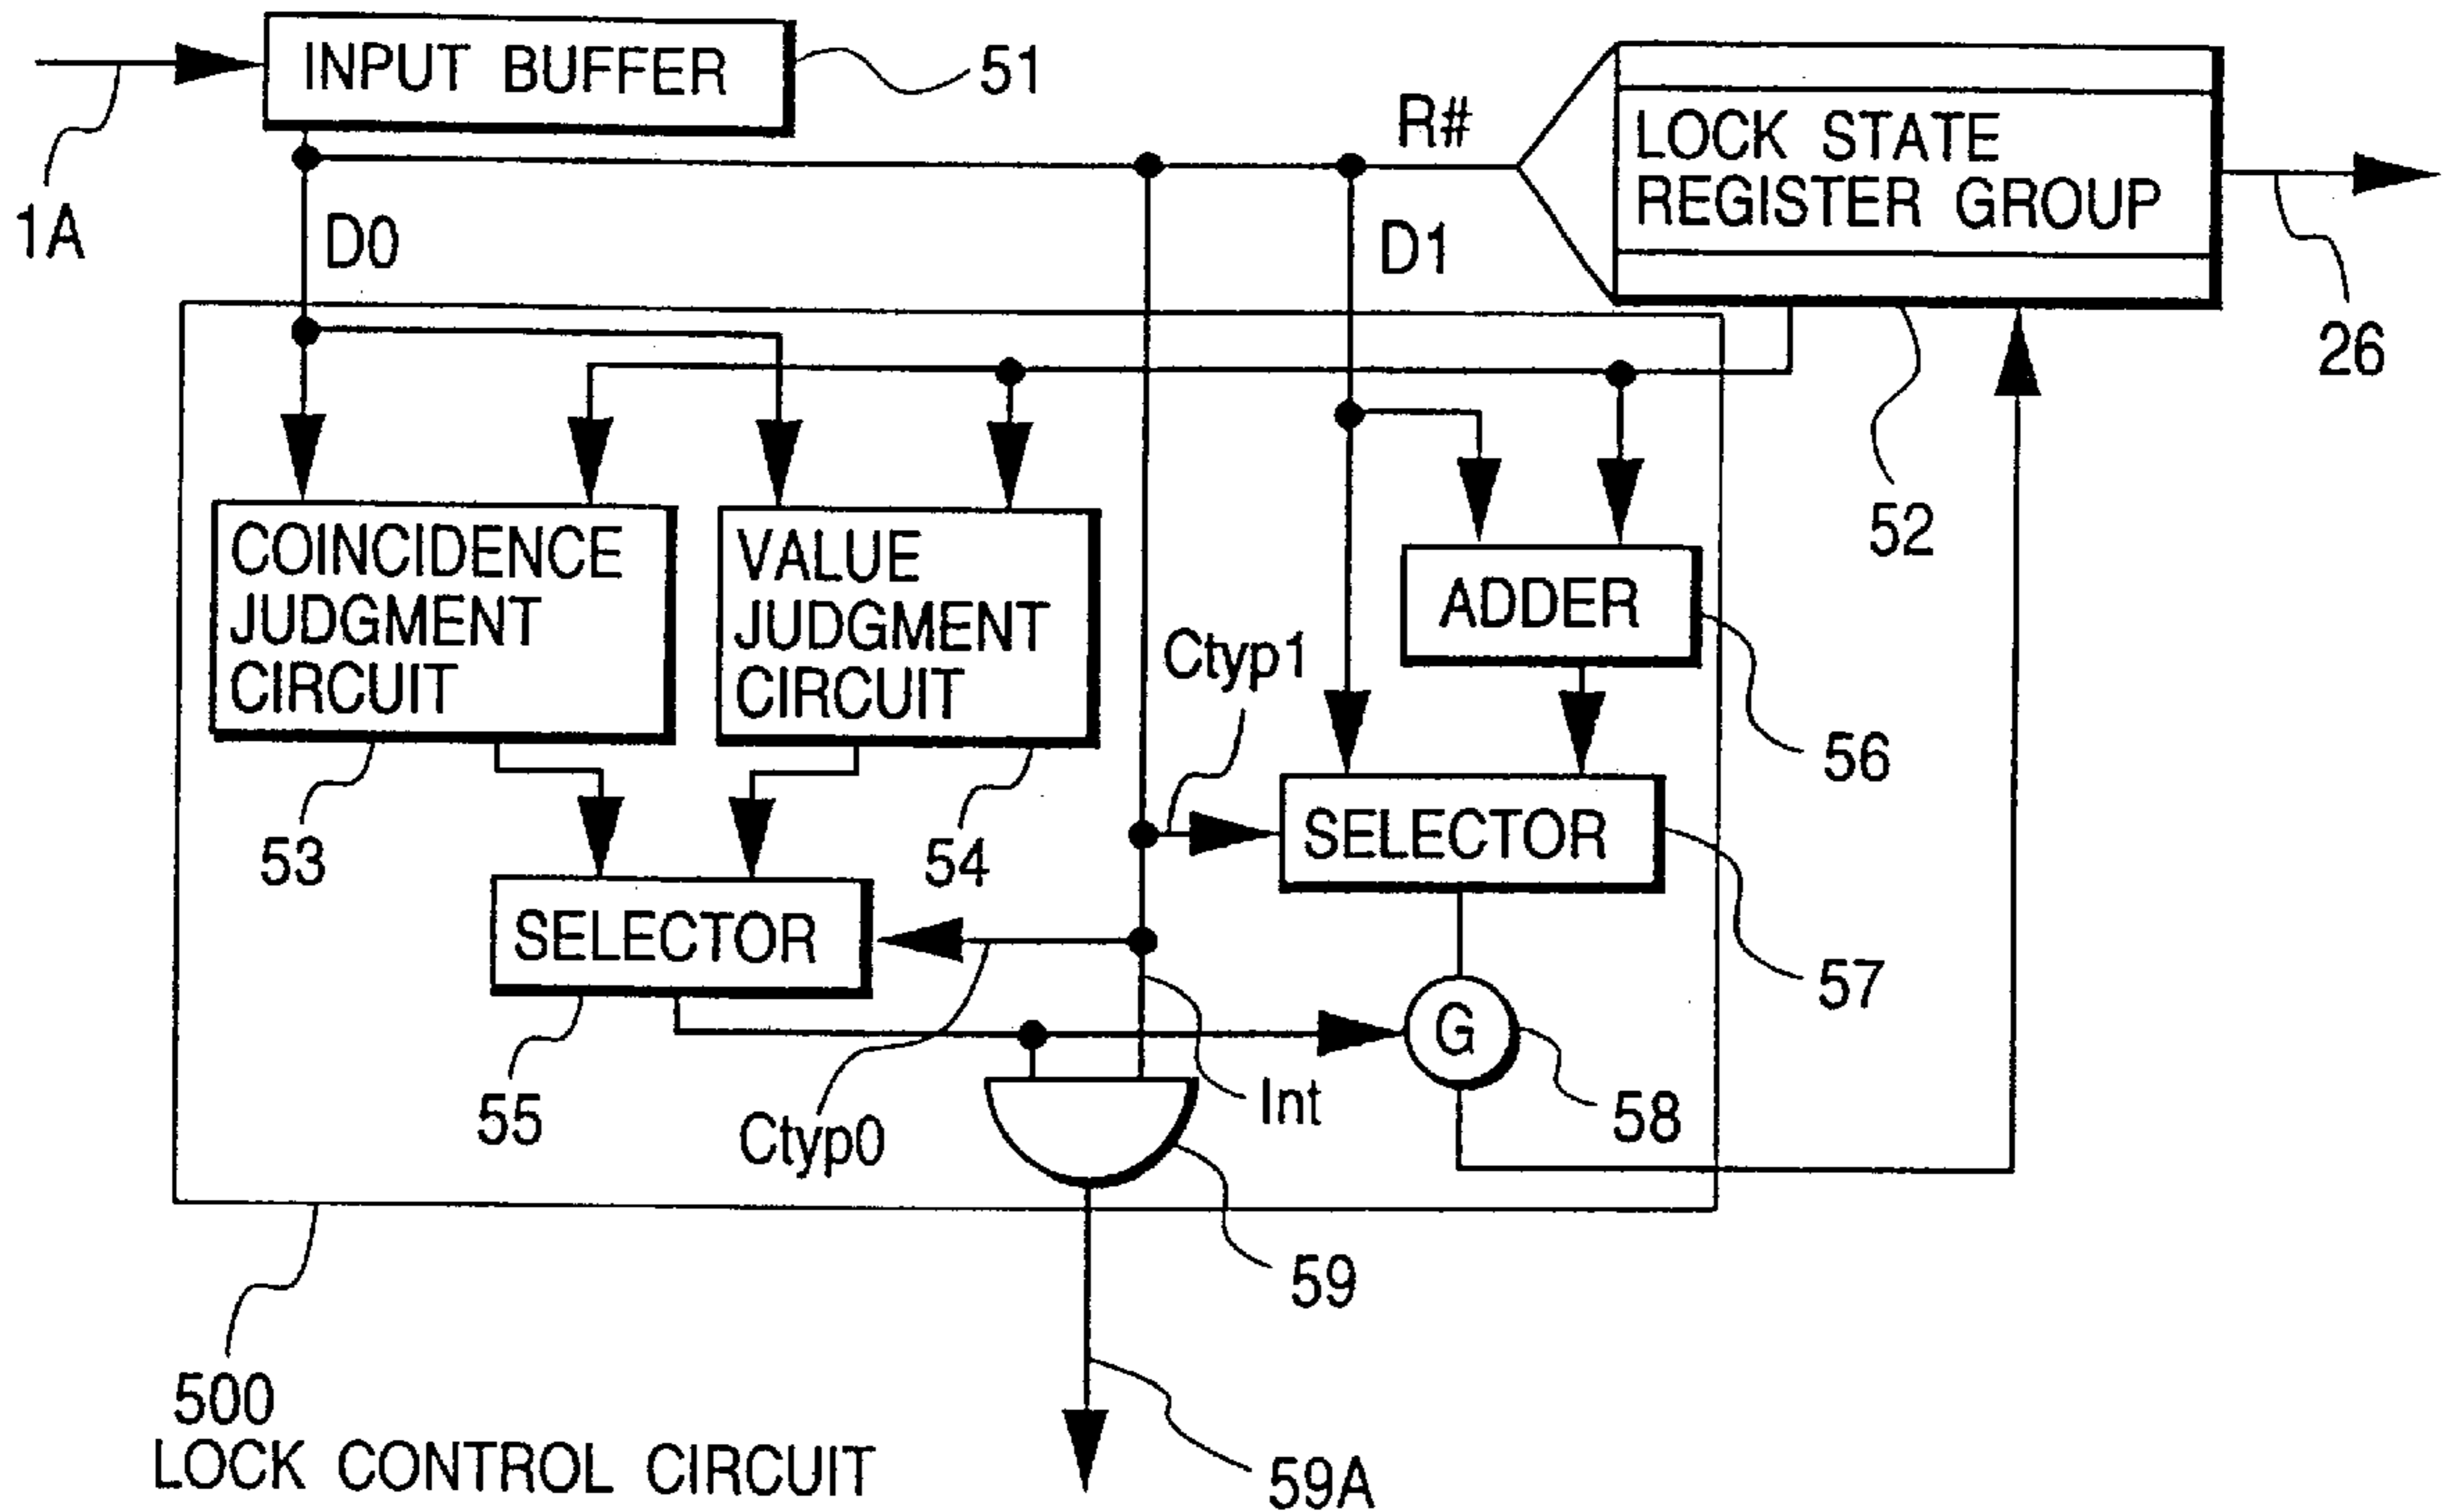 INPUT BUFFER
51
1A
D0
R#
D1
LOCK STATE
REGISTER GROUP
26
52
COINCIDENCE
JUDGMENT
CIRCUIT
53
VALUE
JUDGMENT
CIRCUIT
54
ADDER
56
Ctyp1
SELECTOR
57
SELECTOR
55
Ctyp0
Int
G
58
59
59A
500
LOCK CONTROL CIRCUIT